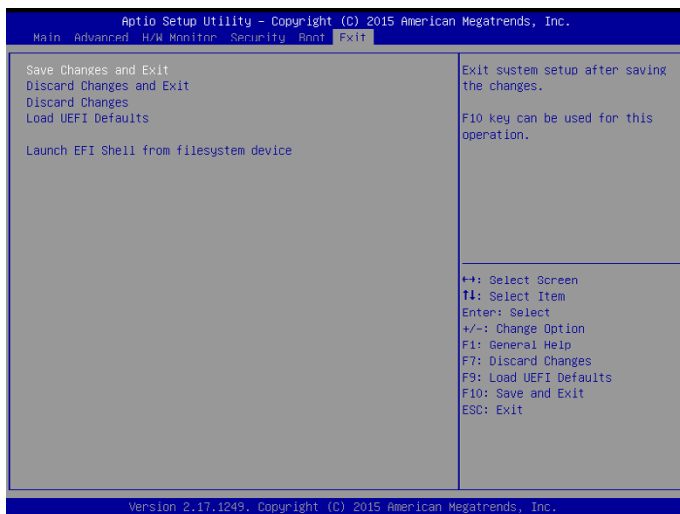 Aptio Setup Utility – Copyright (C) 2015 American Megatrends, Inc.
Main Advanced H/W Monitor Security Boot Exit
Save Changes and Exit
Discard Changes and Exit
Discard Changes
Load UEFI Defaults
Launch EFI Shell from filesystem device
Exit system setup after saving
the changes.
F10 key can be used for this
operation.
↔: Select Screen
↑↓: Select Item
Enter: Select
+/-: Change Option
F1: General Help
F7: Discard Changes
F9: Load UEFI Defaults
F10: Save and Exit
ESC: Exit
Version 2.17.1249. Copyright (C) 2015 American Megatrends, Inc.